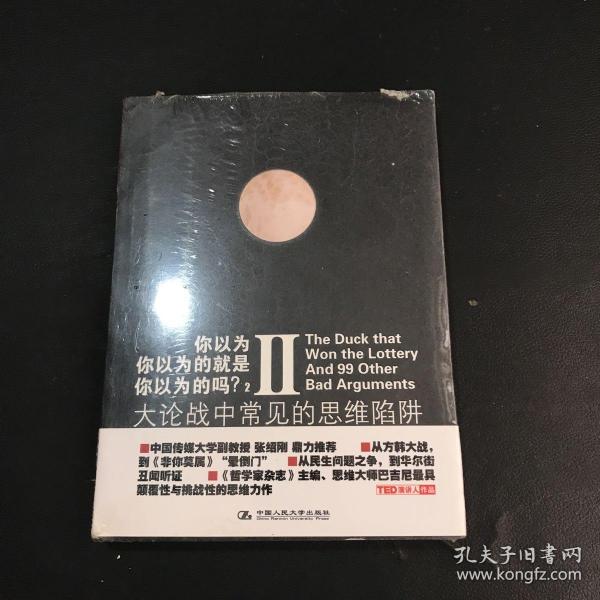 你以为
你以为的就是
你以为的吗?2
II
The Duck that
Won the Lottery
And 99 Other
Bad Arguments
大论战中常见的思维陷阱
■中国传媒大学副教授 张绍刚 鼎力推荐 ■从方韩大战,
到《非你莫属》“晕倒门” ■从民生问题之争,到华尔街
丑闻听证 ■《哲学家杂志》主编、思维大师巴吉尼最具
颠覆性与挑战性的思维力作
TED演讲人作品
中国人民大学出版社
China Renmin University Press
孔夫子旧书网
www.kongfz.com